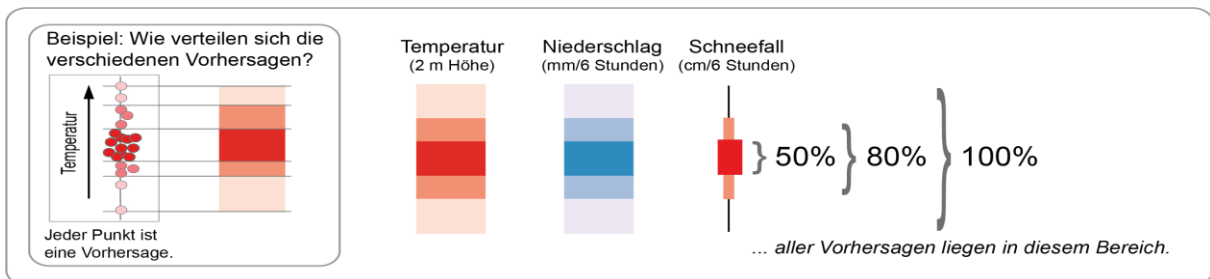 Beispiel: Wie verteilen sich die
verschiedenen Vorhersagen?
Temperatur
Jeder Punkt ist
eine Vorhersage.
Temperatur
(2 m Höhe)
Niederschlag
(mm/6 Stunden)
Schneefall
(cm/6 Stunden)
50%
80%
100%
... aller Vorhersagen liegen in diesem Bereich.